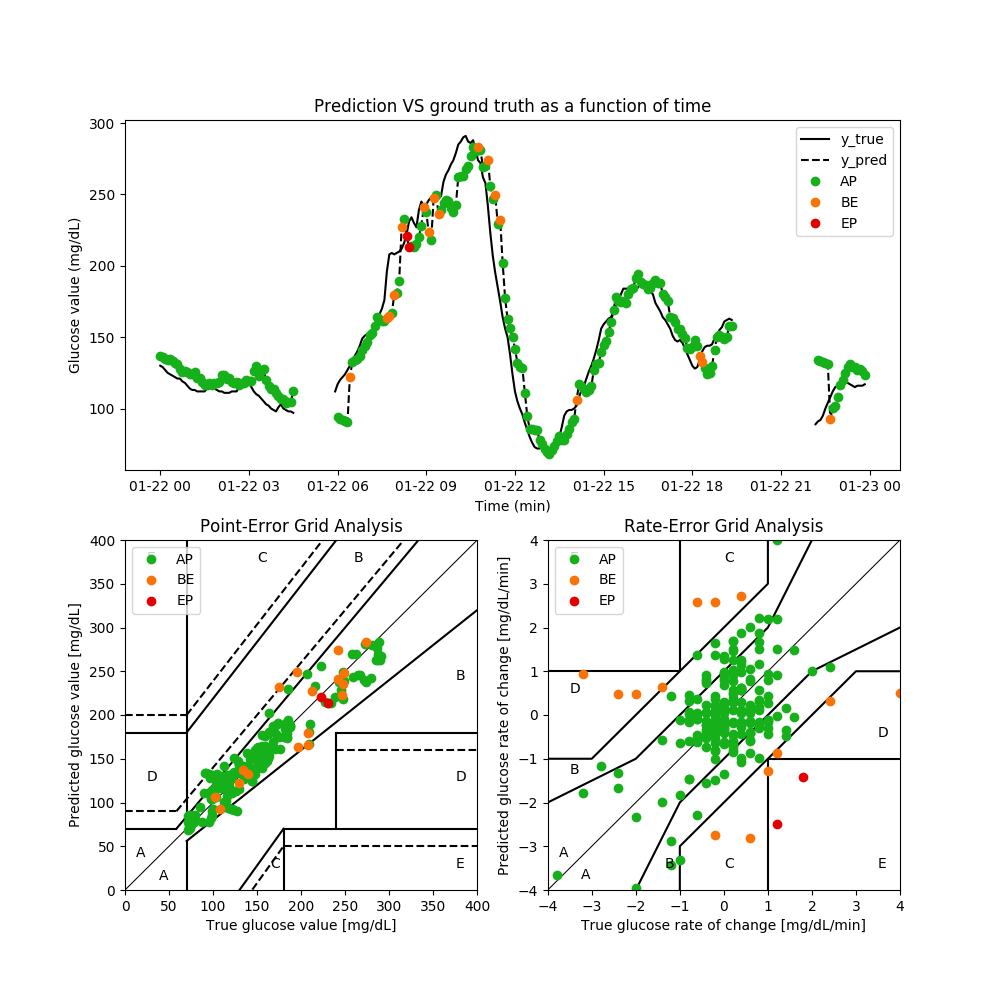 Prediction VS ground truth as a function of time
Glucose value (mg/dL)
300
250
200
150
100
y_true
y_pred
AP
BE
EP
01-22 00 01-22 03 01-22 06 01-22 09 01-22 12 01-22 15 01-22 18 01-22 21 01-23 00
Time (min)
Point-Error Grid Analysis
Predicted glucose value [mg/dL]
400
350
300
250
200
150
100
50
0
AP
BE
EP
C
B
B
D
D
A
A
C
E
0 50 100 150 200 250 300 350 400
True glucose value [mg/dL]
Rate-Error Grid Analysis
Predicted glucose rate of change [mg/dL/min]
4
3
2
1
0
−1
−2
−3
−4
AP
BE
EP
C
D
D
B
A
A
B
C
E
−4 −3 −2 −1 0 1 2 3 4
True glucose rate of change [mg/dL/min]